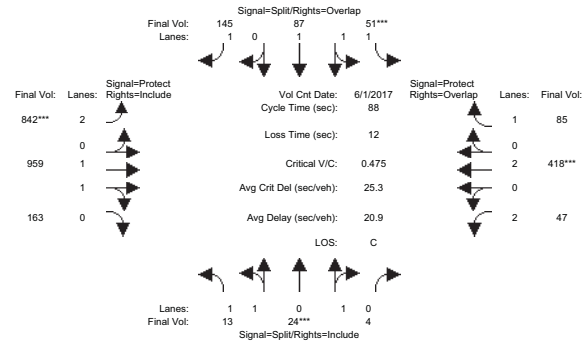 Signal=Split/Rights=Overlap
Final Vol: 145 87 51***
Lanes: 1 0 1 1 1
Signal=Protect
Final Vol: Lanes: Rights=Include
Vol Cnt Date: 6/1/2017
Signal=Protect
Rights=Overlap Lanes: Final Vol:
Cycle Time (sec): 88
842*** 2
1 85
Loss Time (sec): 12
0
0
959 1
Critical V/C: 0.475
2 418***
1
Avg Crit Del (sec/veh): 25.3
0
163 0
Avg Delay (sec/veh): 20.9
2 47
LOS: C
Lanes: 1 1 0 1 0
Final Vol: 13 24*** 4
Signal=Split/Rights=Include